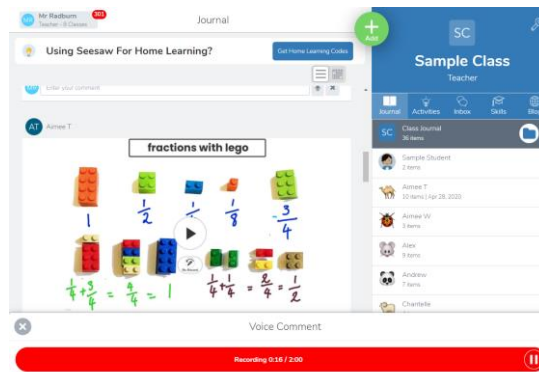 Mr Radburn
301
Teacher - 8 Classes
Journal
Add
SC
Sample Class
Teacher
Using Seesaw For Home Learning?
Get Home Learning Codes
Enter your comment
Journal
Activities
Inbox
Skills
SC
Class Journal
36 items
AT
Aimee T
fractions with lego
1
1/2
1/8
3/4
1/4 + 3/4 = 4/4 = 1
1/4 + 1/4 = 2/4 = 1/2
Sample Student
2 items
Aimee T
10 items | Apr 28, 2020
Aimee W
3 items
Alex
9 items
Andrew
7 items
Chantelle
Voice Comment
Recording 0:16 / 2:00